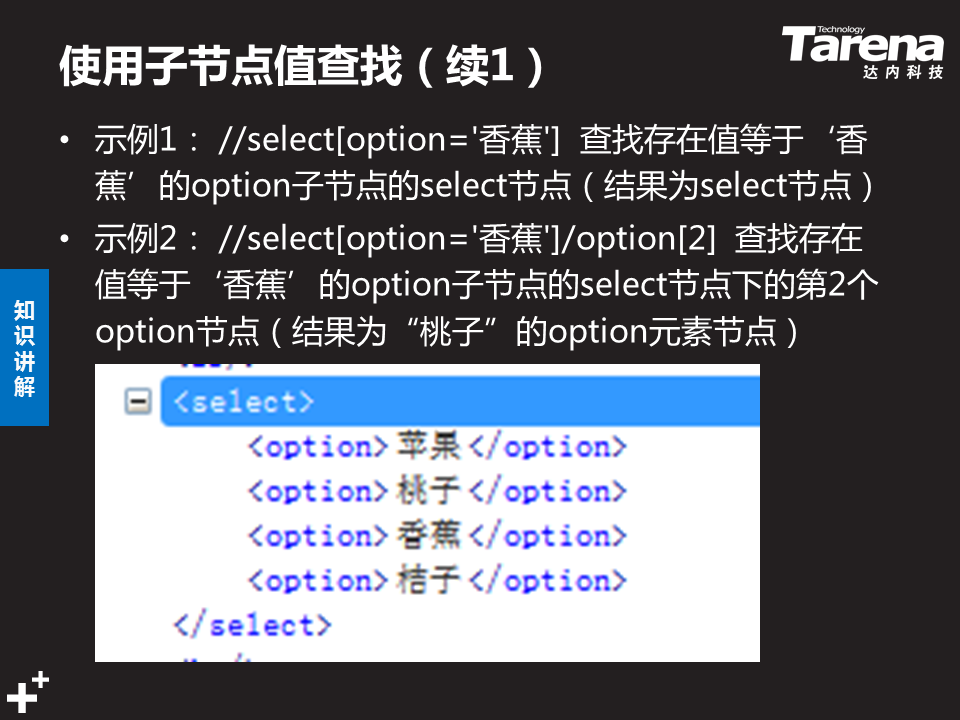 使用子节点值查找（续1）
Technology
Tarena
达内科技
• 示例1： //select[option='香蕉'] 查找存在值等于‘香
蕉’的option子节点的select节点（结果为select节点）
• 示例2： //select[option='香蕉']/option[2] 查找存在
值等于‘香蕉’的option子节点的select节点下的第2个
option节点（结果为“桃子”的option元素节点）
知
识
讲
解
<select>
<option>苹果</option>
<option>桃子</option>
<option>香蕉</option>
<option>桔子</option>
</select>